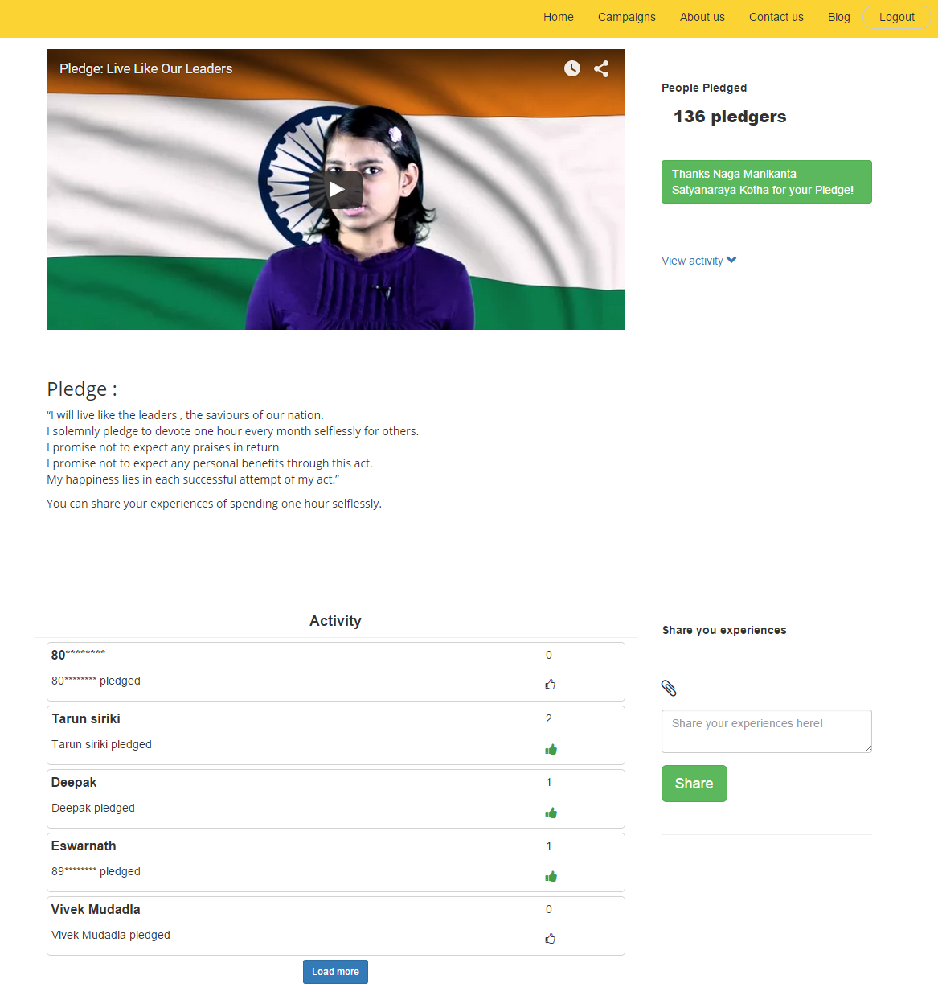 Home Campaigns About us Contact us Blog Logout
Pledge: Live Like Our Leaders
People Pledged
136 pledgers
Thanks Naga Manikanta
Satyanaraya Kotha for your Pledge!
View activity
Pledge :
“I will live like the leaders , the saviours of our nation.
I solemnly pledge to devote one hour every month selflessly for others.
I promise not to expect any praises in return
I promise not to expect any personal benefits through this act.
My happiness lies in each successful attempt of my act.”
You can share your experiences of spending one hour selflessly.
Activity
80********
0
80******** pledged
Tarun siriki
2
Tarun siriki pledged
Deepak
1
Deepak pledged
Eswarnath
1
89******** pledged
Vivek Mudadla
0
Vivek Mudadla pledged
Load more
Share you experiences
Share your experiences here!
Share